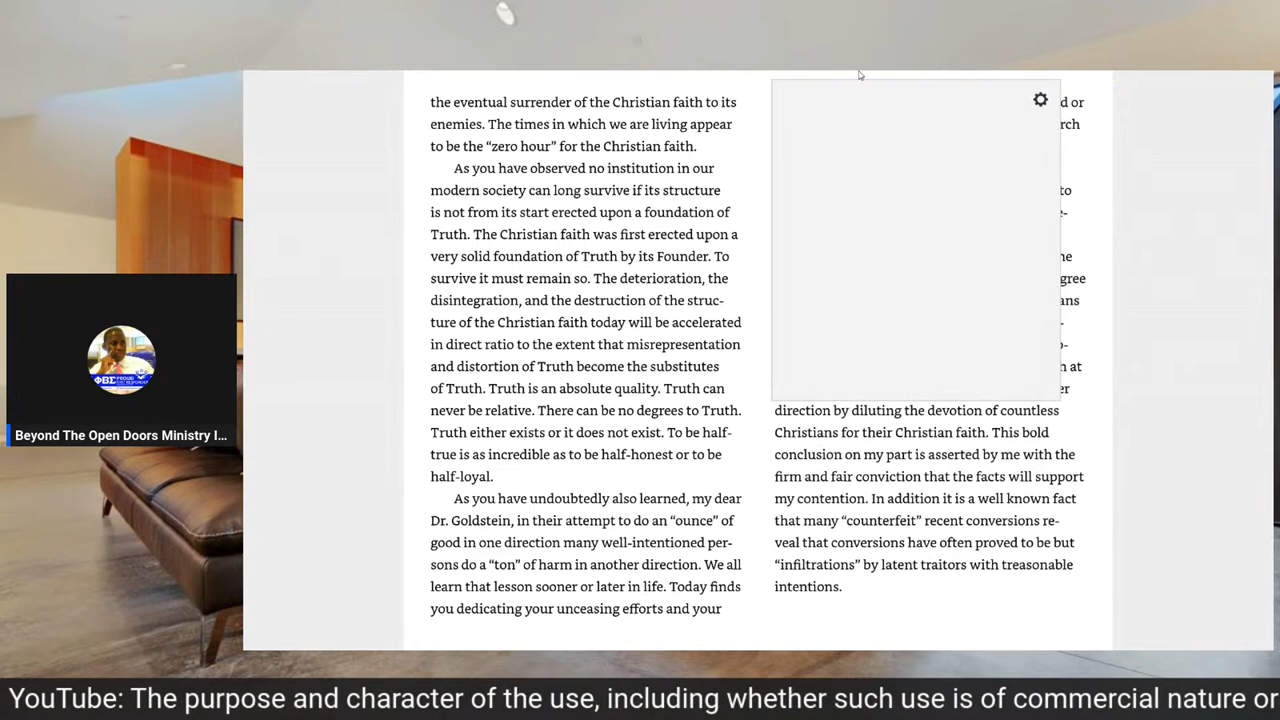 the eventual surrender of the Christian faith to its
enemies. The times in which we are living appear
to be the “zero hour” for the Christian faith.
As you have observed no institution in our
modern society can long survive if its structure
is not from its start erected upon a foundation of
Truth. The Christian faith was first erected upon a
very solid foundation of Truth by its Founder. To
survive it must remain so. The deterioration, the
disintegration, and the destruction of the struc-
ture of the Christian faith today will be accelerated
in direct ratio to the extent that misrepresentation
and distortion of Truth become the substitutes
of Truth. Truth is an absolute quality. Truth can
never be relative. There can be no degrees to Truth.
Truth either exists or it does not exist. To be half-
true is as incredible as to be half-honest or to be
half-loyal.
As you have undoubtedly also learned, my dear
Dr. Goldstein, in their attempt to do an “ounce” of
good in one direction many well-intentioned per-
sons do a “ton” of harm in another direction. We all
learn that lesson sooner or later in life. Today finds
you dedicating your unceasing efforts and your
or
to
at
direction by diluting the devotion of countless
Christians for their Christian faith. This bold
conclusion on my part is asserted by me with the
firm and fair conviction that the facts will support
my contention. In addition it is a well known fact
that many “counterfeit” recent conversions re-
veal that conversions have often proved to be but
“infiltrations” by latent traitors with treasonable
intentions.
Beyond The Open Doors Ministry I...
YouTube: The purpose and character of the use, including whether such use is of commercial nature or